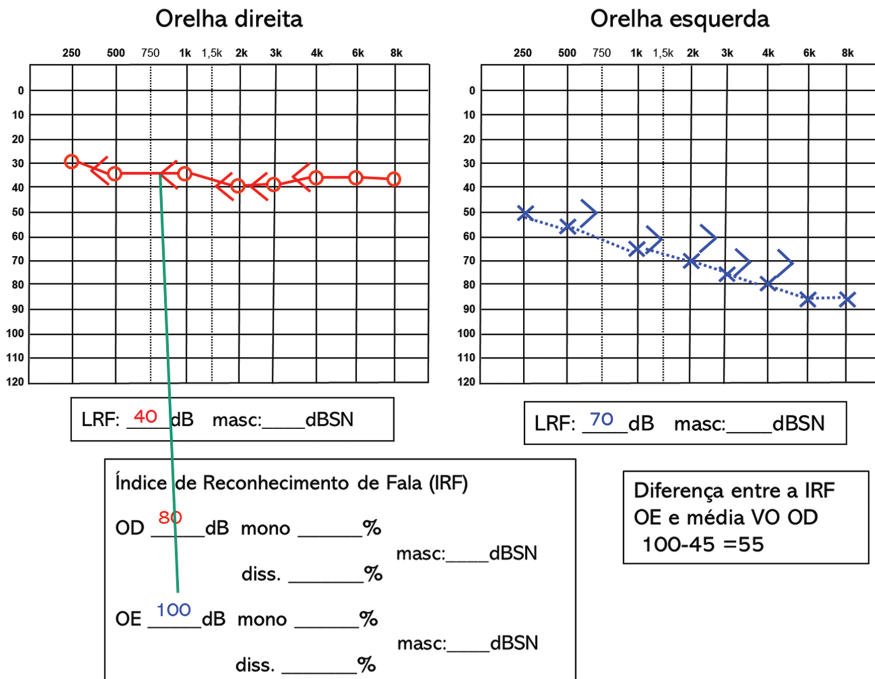 Orelha direita
250 500 750 1k 1,5k 2k 3k 4k 6k 8k
0
10
20
30
40
50
60
70
80
90
100
110
120
LRF: 40 dB masc:____dBSN
Orelha esquerda
250 500 750 1k 1,5k 2k 3k 4k 6k 8k
0
10
20
30
40
50
60
70
80
90
100
110
120
LRF: 70 dB masc:____dBSN
Índice de Reconhecimento de Fala (IRF)
OD 80 dB mono ______%
masc:____dBSN
diss. _______%
OE 100 dB mono ______%
masc:____dBSN
diss. _______%
Diferença entre a IRF
OE e média VO OD
100-45 =55